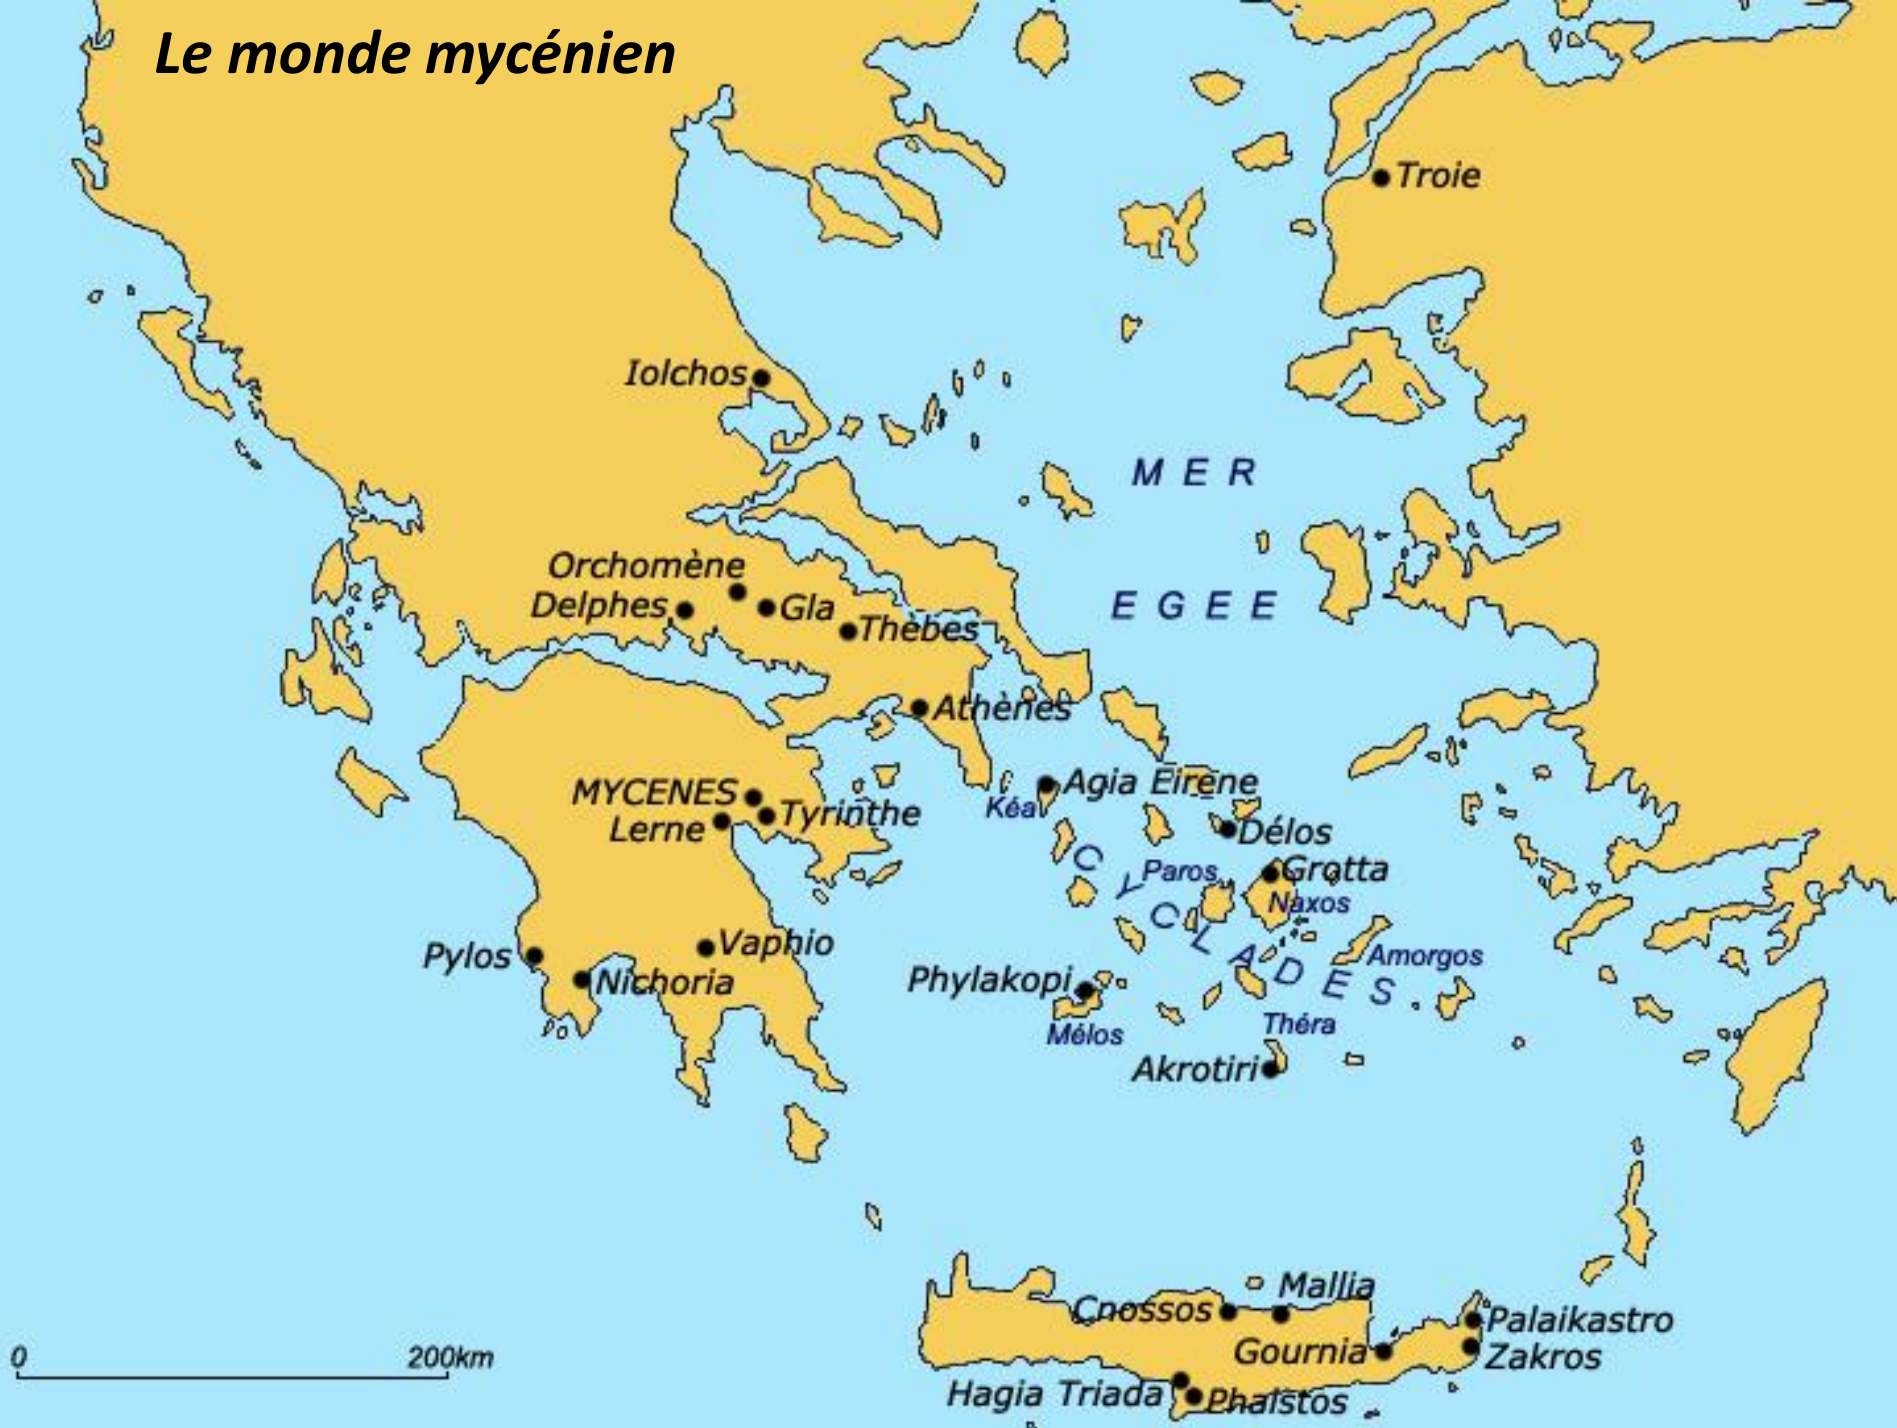 Le monde mycénien
Troie
Iolchos
MER
EGEE
Orchomène
Delphes
Gla
Thèbes
Athènes
MYCENES
Tyrinthe
Lerne
Agia Eirene
Kéa
Délos
Grotta
Paros
Naxos
CYCLADES
Amorgos
Pylos
Vaphio
Nichoria
Phylakopi
Mélos
Théra
Akrotiri
Mallia
Cnossos
Palaikastro
Gournia
Zakros
Hagia Triada
Phaistos
0 200km